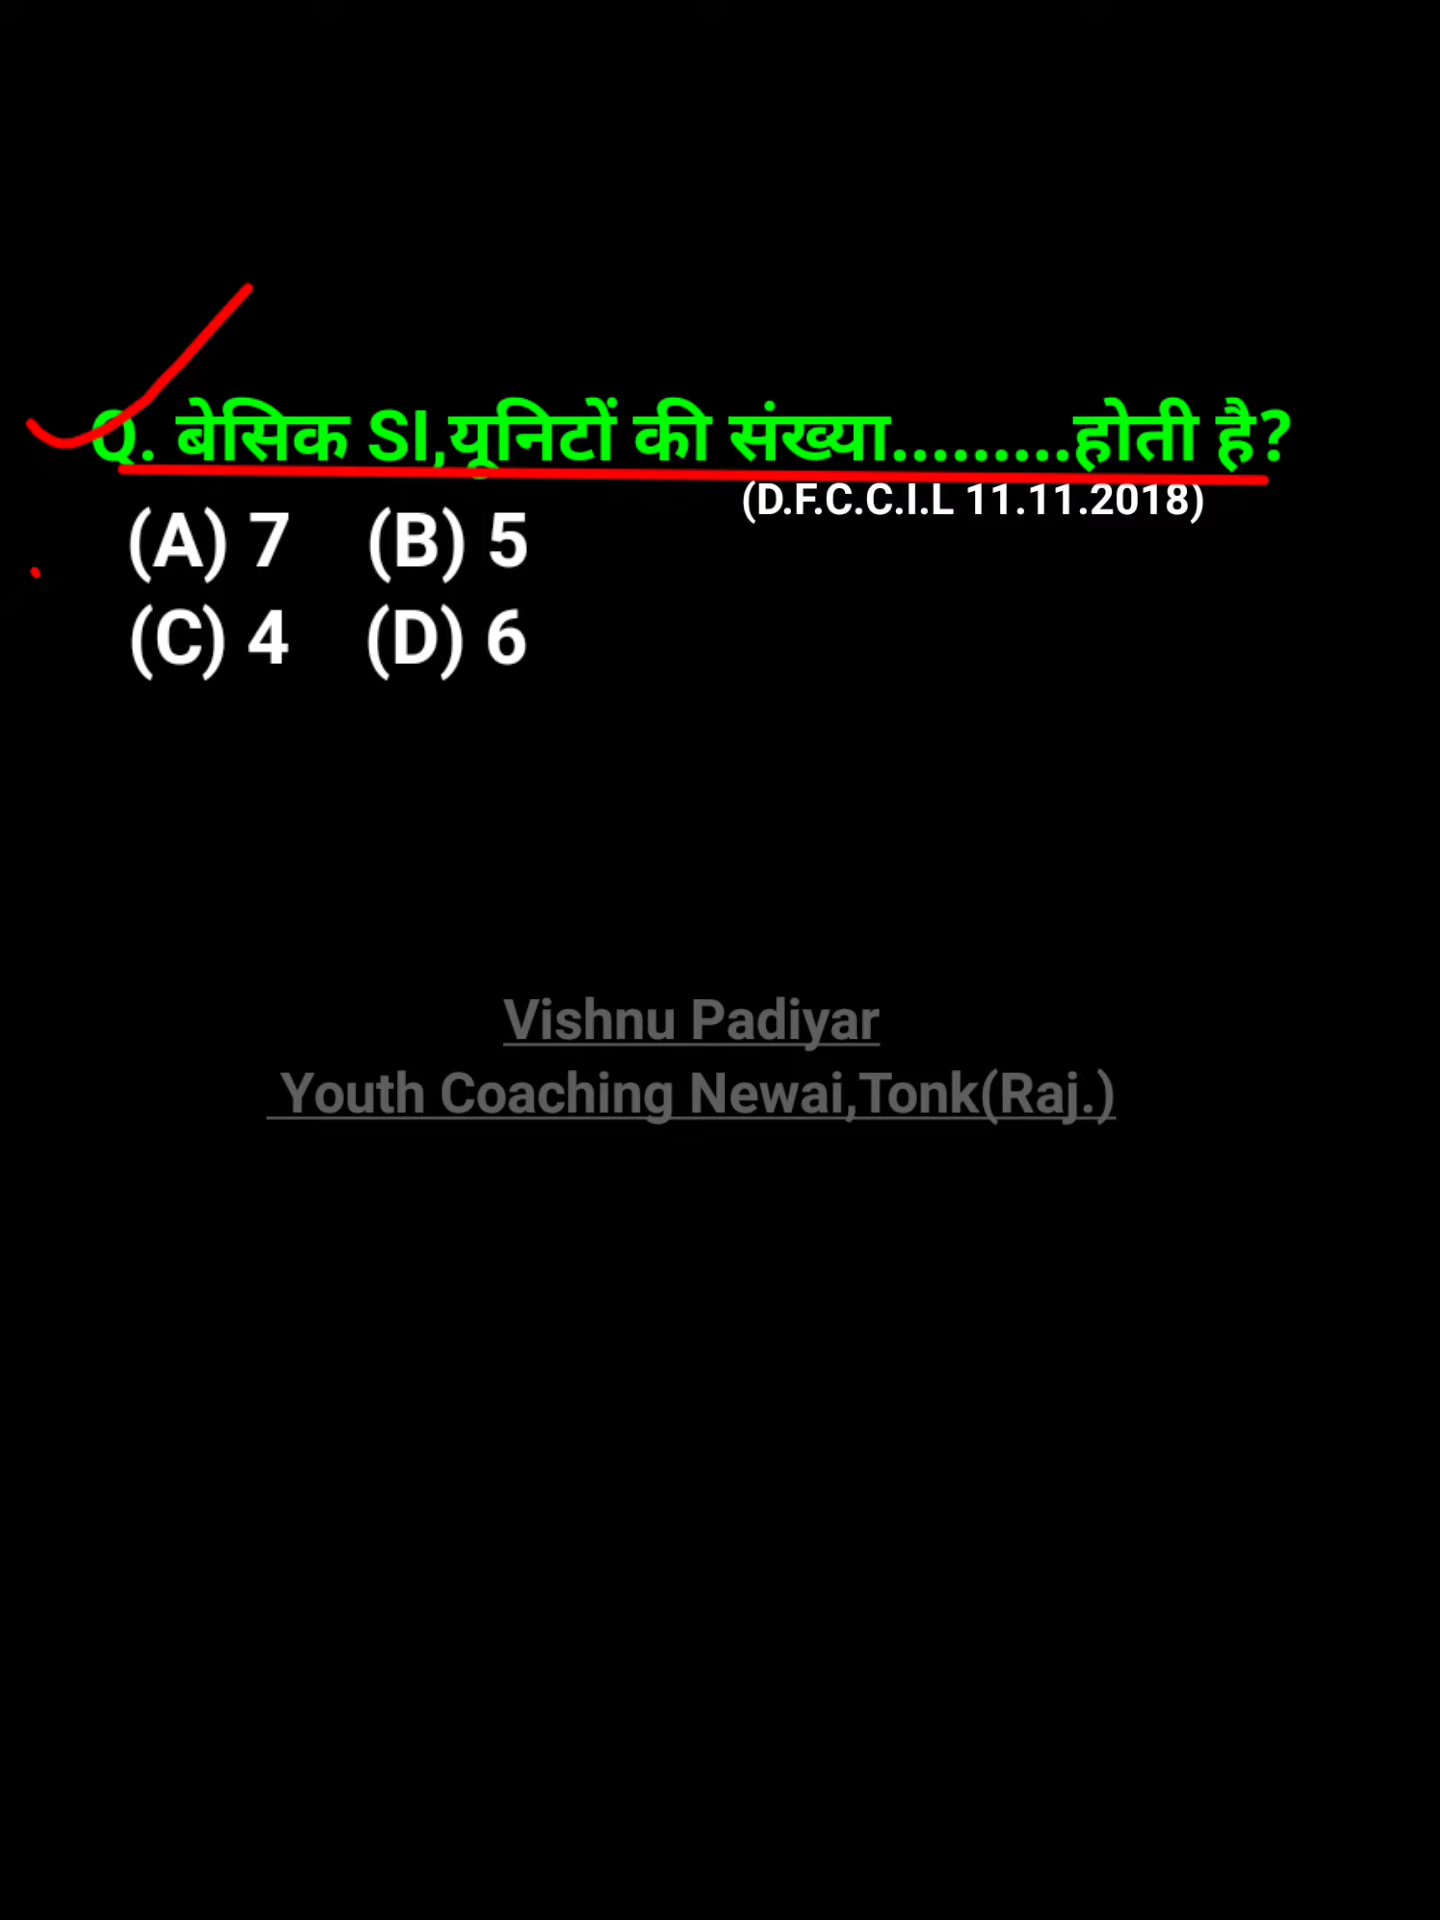 Q. बेसिक SI,यूनिटों की संख्या.........होती है?
(D.F.C.C.I.L 11.11.2018)
(A) 7 (B) 5
(C) 4 (D) 6
Vishnu Padiyar
Youth Coaching Newai,Tonk(Raj.)